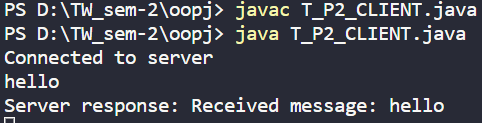 PS D:\TW_sem-2\oopj> javac T_P2_CLIENT.java
PS D:\TW_sem-2\oopj> java T_P2_CLIENT.java
Connected to server
hello
Server response: Received message: hello